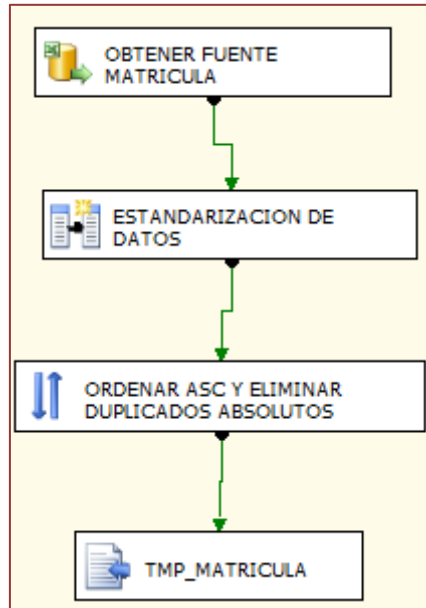 OBTENER FUENTE
MATRICULA
ESTANDARIZACION DE
DATOS
ORDENAR ASC Y ELIMINAR
DUPLICADOS ABSOLUTOS
TMP_MATRICULA